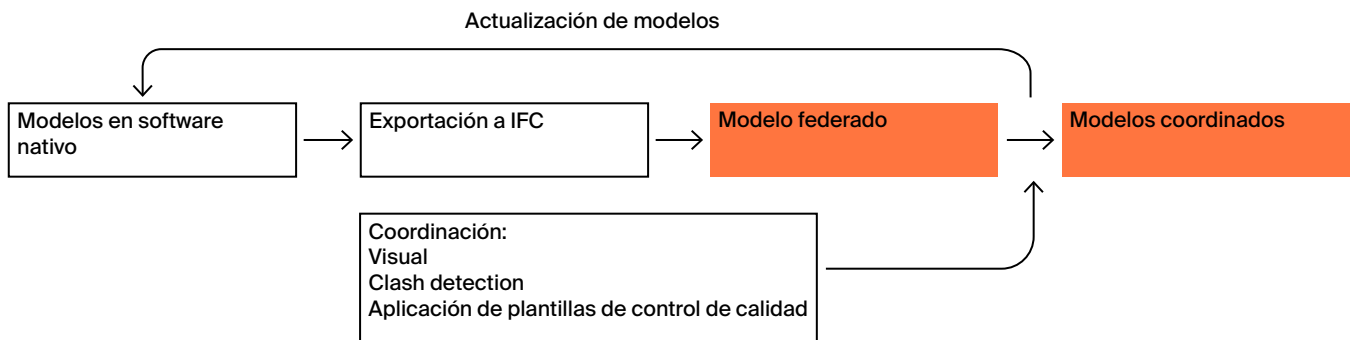 Actualización de modelos
Modelos en software
nativo
Exportación a IFC
Modelo federado
Modelos coordinados
Coordinación:
Visual
Clash detection
Aplicación de plantillas de control de calidad